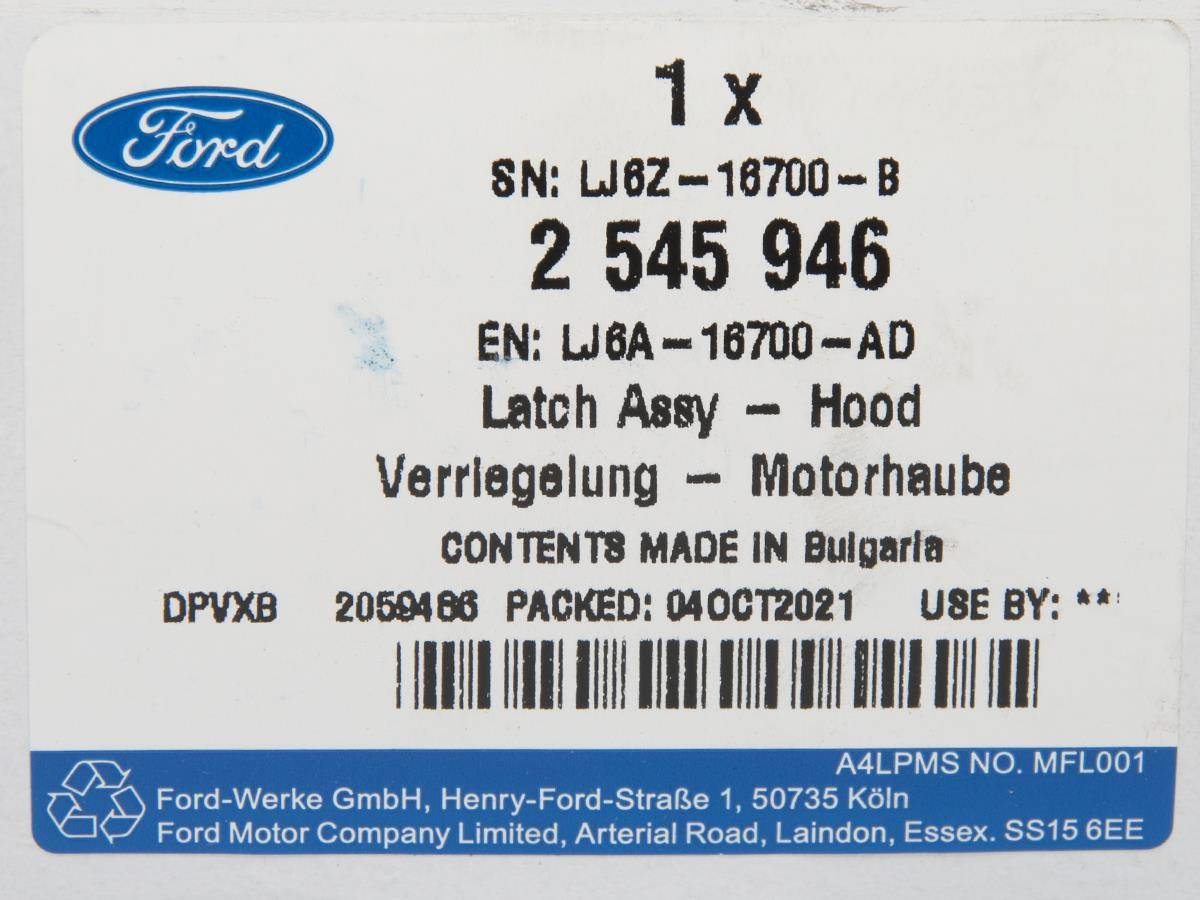 Ford
1 x
SN: LJ6Z-16700-B
2 545 946
EN: LJ6A-16700-AD
Latch Assy - Hood
Verriegelung - Motorhaube
CONTENTS MADE IN Bulgaria
DPVXB 2059486 PACKED: 04OCT2021 USE BY: **
A4LPMS NO. MFL001
Ford-Werke GmbH, Henry-Ford-Straße 1, 50735 Köln
Ford Motor Company Limited, Arterial Road, Laindon, Essex. SS15 6EE